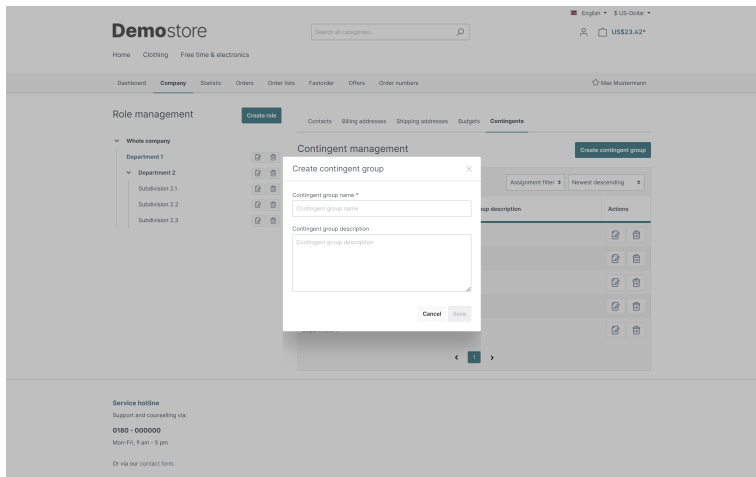 English $ US-Dollar
Demostore
Search all categories...
US$23.42*
Home Clothing Free time & electronics
Dashboard Company Statistic Orders Order lists Fastorder Offers Order numbers Max Mustermann
Role management Create role
Contacts Billing addresses Shipping addresses Budgets Contingents
Whole company
Department 1
Department 2
Subdivision 2.1
Subdivision 2.2
Subdivision 2.3
Contingent management Create contingent group
Assignment filter Newest descending
description Actions
Create contingent group
Contingent group name *
Contingent group name
Contingent group description
Contingent group description
Cancel Save
1
Service hotline
Support and counselling via:
0180 - 000000
Mon-Fri, 9 am – 5 pm
Or via our contact form.